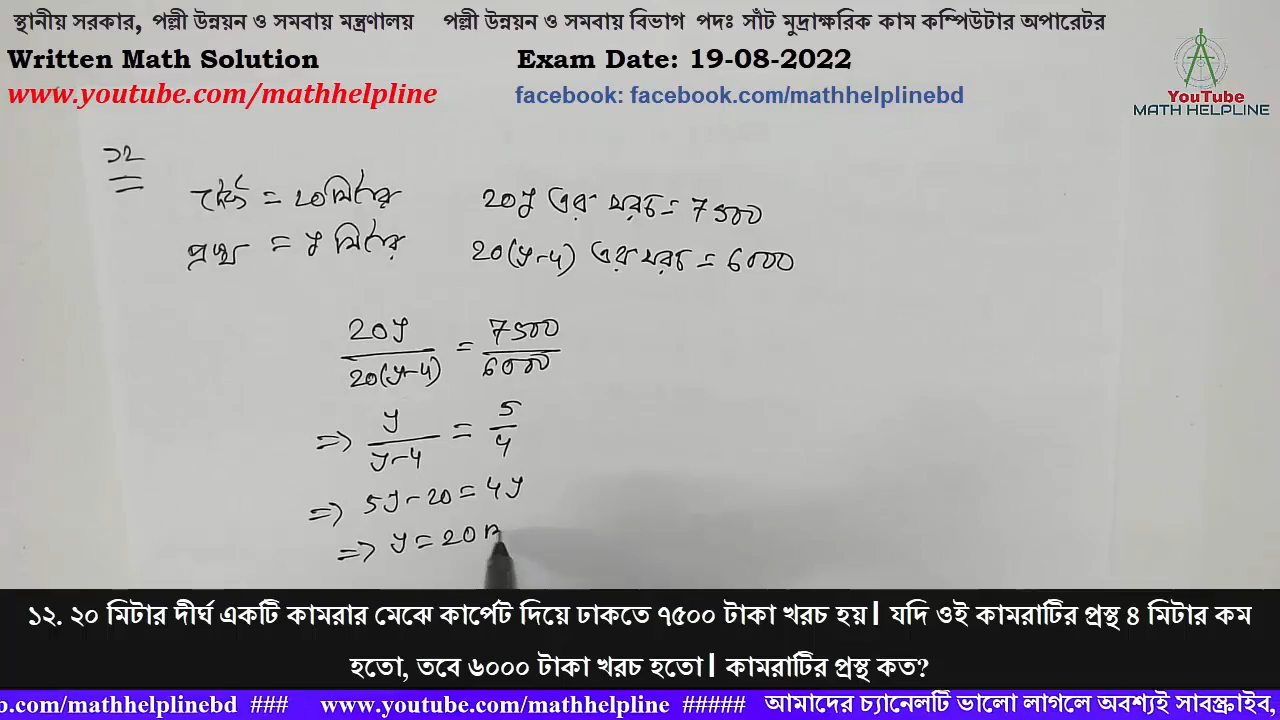 স্থানীয় সরকার, পল্লী উন্নয়ন ও সমবায় মন্ত্রণালয় পল্লী উন্নয়ন ও সমবায় বিভাগ পদঃ সাঁট মুদ্রাক্ষরিক কাম কম্পিউটার অপারেটর
Written Math Solution Exam Date: 19-08-2022
www.youtube.com/mathhelpline facebook: facebook.com/mathhelplinebd
YouTube
MATH HELPLINE
১২
দৈর্ঘ্য = 20 মিটার 20y এর খরচ = 7500
প্রস্থ = y মিটার 20(y-4) এর খরচ = 6000
20y/20(y-4) = 7500/6000
=> y/y-4 = 5/4
=> 5y-20 = 4y
=> y = 20
১২. ২০ মিটার দীর্ঘ একটি কামরার মেঝে কার্পেট দিয়ে ঢাকতে ৭৫০০ টাকা খরচ হয়। যদি ওই কামরাটির প্রস্থ ৪ মিটার কম
হতো, তবে ৬০০০ টাকা খরচ হতো। কামরাটির প্রস্থ কত?
.com/mathhelplinebd ### www.youtube.com/mathhelpline ##### আমাদের চ্যানেলটি ভালো লাগলে অবশ্যই সাবস্ক্রাইব,